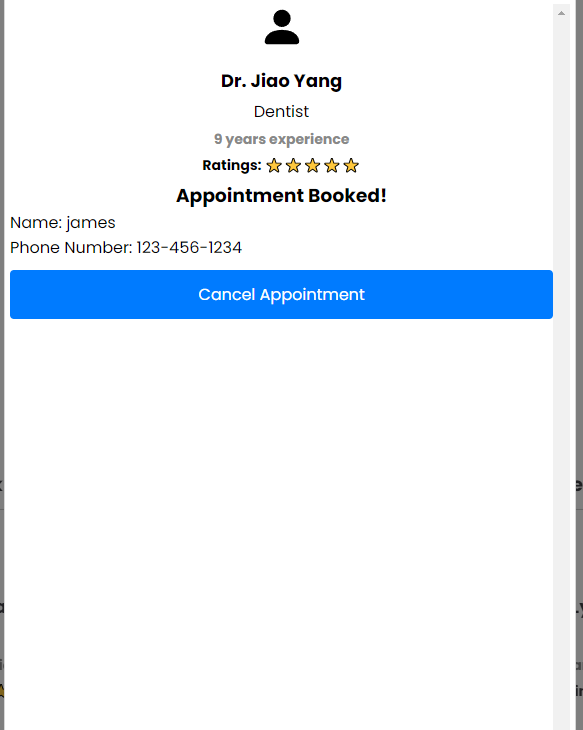 Dr. Jiao Yang
Dentist
9 years experience
Ratings: ⭐⭐⭐⭐⭐
Appointment Booked!
Name: james
Phone Number: 123-456-1234
Cancel Appointment